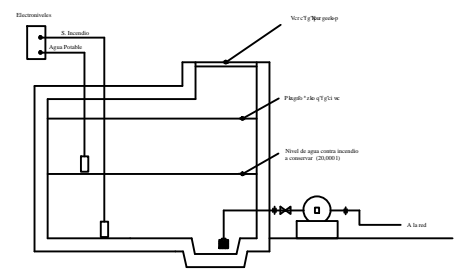 Electroniveles
S. Incendio
Agua Potable
Nivel de agua contra incendio
a conservar (20,000 l)
A la red